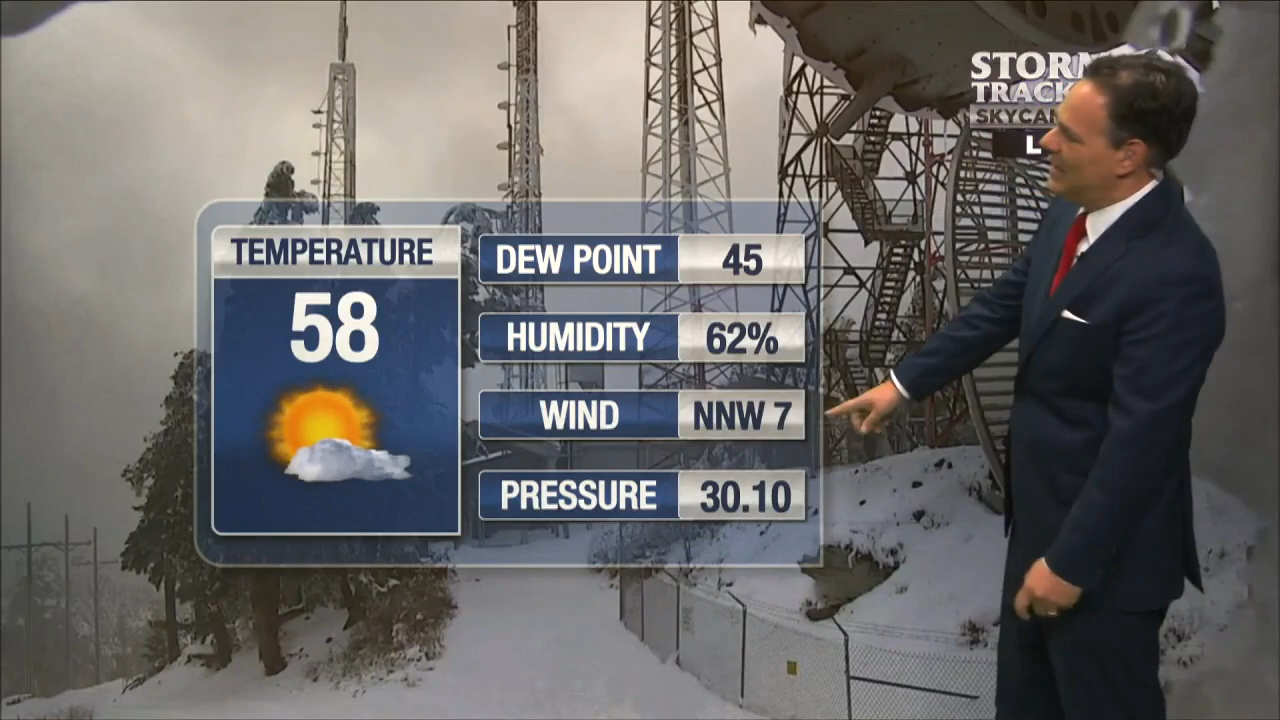 STORM
TRACK
SKYCAM
L
TEMPERATURE
58
DEW POINT 45
HUMIDITY 62%
WIND NNW 7
PRESSURE 30.10